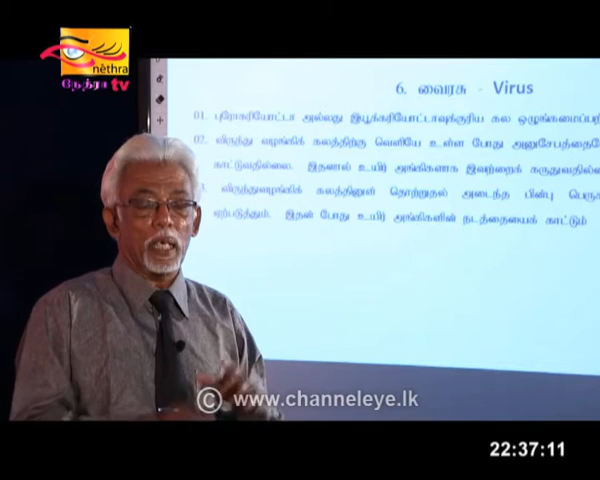 nēthra
நேத்ரா tv
6. வைரசு - Virus
01. புரோகரியோட்டா அல்லது இயூக்கரியோட்டாவுக்குரிய கல ஒழுங்கமைப்பற
02. விருந்து வழங்கிக் கலத்திற்கு வெளியே உள்ள போது அனுசேபத்தை
காட்டுவதில்லை. இதனால் உயிர் அங்கிகளாக இவற்றைக் கருதுவதில்லை
விருந்துவழங்கிக் கலத்தினுள் தொற்றுதல் அடைந்த பின்பு பெருக
ஏற்படுத்தும். இதன் போது உயிர் அங்கிகளின் நடத்தையைக் காட்டும்
© www.channeleye.lk
22:37:11